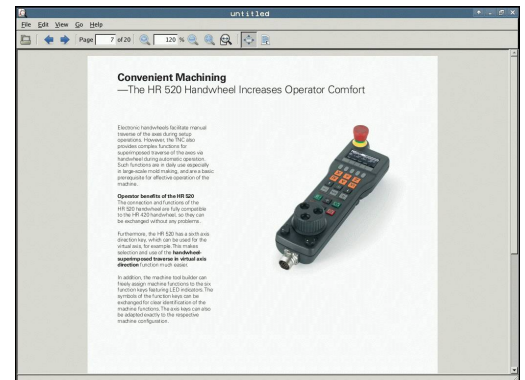 untitled
File Edit View Go Help
Page 7 of 20 120 %
Convenient Machining
—The HR 520 Handwheel Increases Operator Comfort
Electronic handwheels facilitate manual
traverse of the axes during setup
operations. However, the TNC also
provides complex functions for
superimposed traverse of the axes via
handwheel during automatic operation.
Such functions are in daily use especially
in large-scale mold making, and are a basic
prerequisite for effective operation of the
machine.
Operator benefits of the HR 520
The connection and functions of the
HR 520 handwheel are fully compatible
to the HR 420 handwheel, so they can
be exchanged without any problems.
Furthermore, the HR 520 has a sixth axis
direction key, which can be used for the
virtual axis, for example. This makes
selection and use of the handwheel-
superimposed traverse in virtual axis
direction function much easier.
In addition, the machine tool builder can
freely assign machine functions to the six
function keys featuring LED indicators. The
symbols of the function keys can be
exchanged for clear identification of the
machine functions. The axis keys can also
be adapted exactly to the respective
machine configuration.